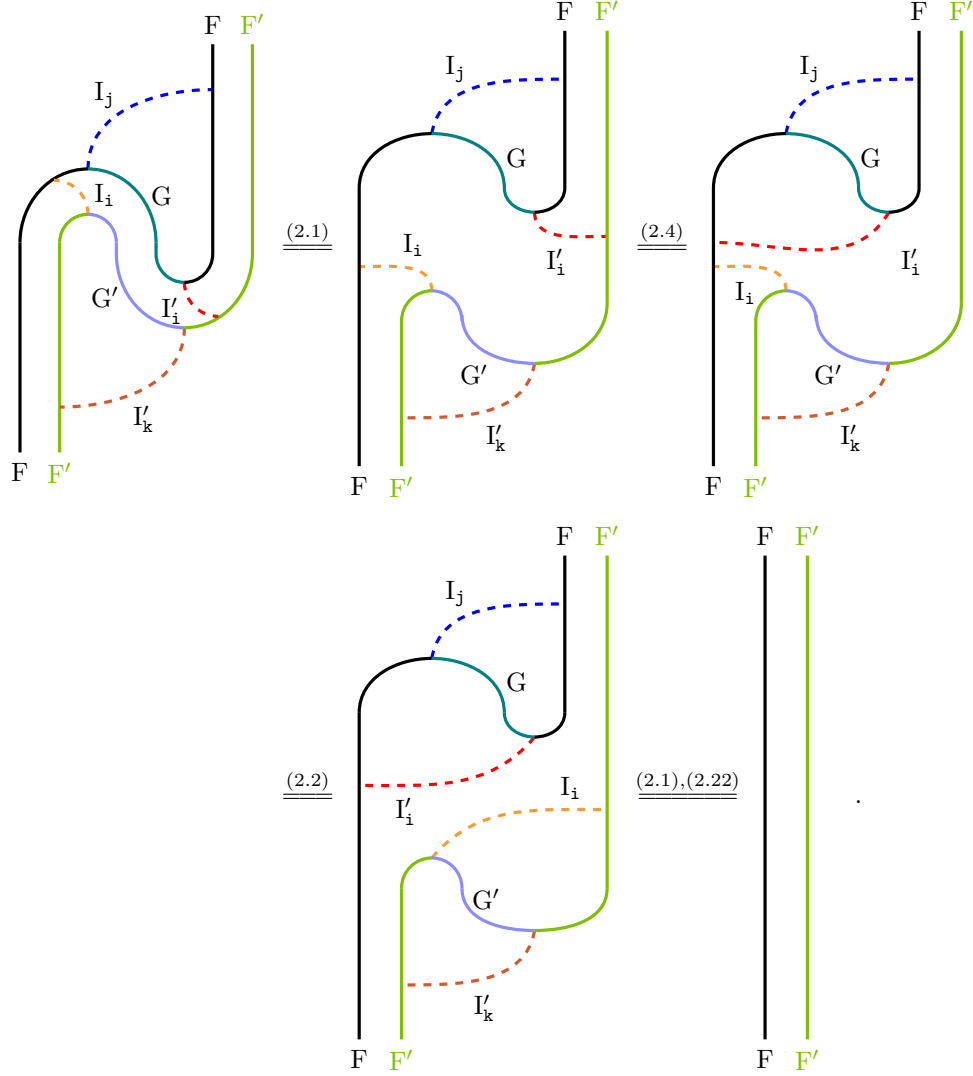 F F′ F F′ F F′
I_j I_j I_j
G G G
I_i
(2.1) (2.4)
I_i I′_i I′_i
G′ I′_i I_i
G′ G′
I′_k I′_k I′_k
F F′ F F′ F F′
F F′ F F′
I_j
G
(2.2) (2.1),(2.22)
I′_i I_i .
G′
I′_k
F F′ F F′